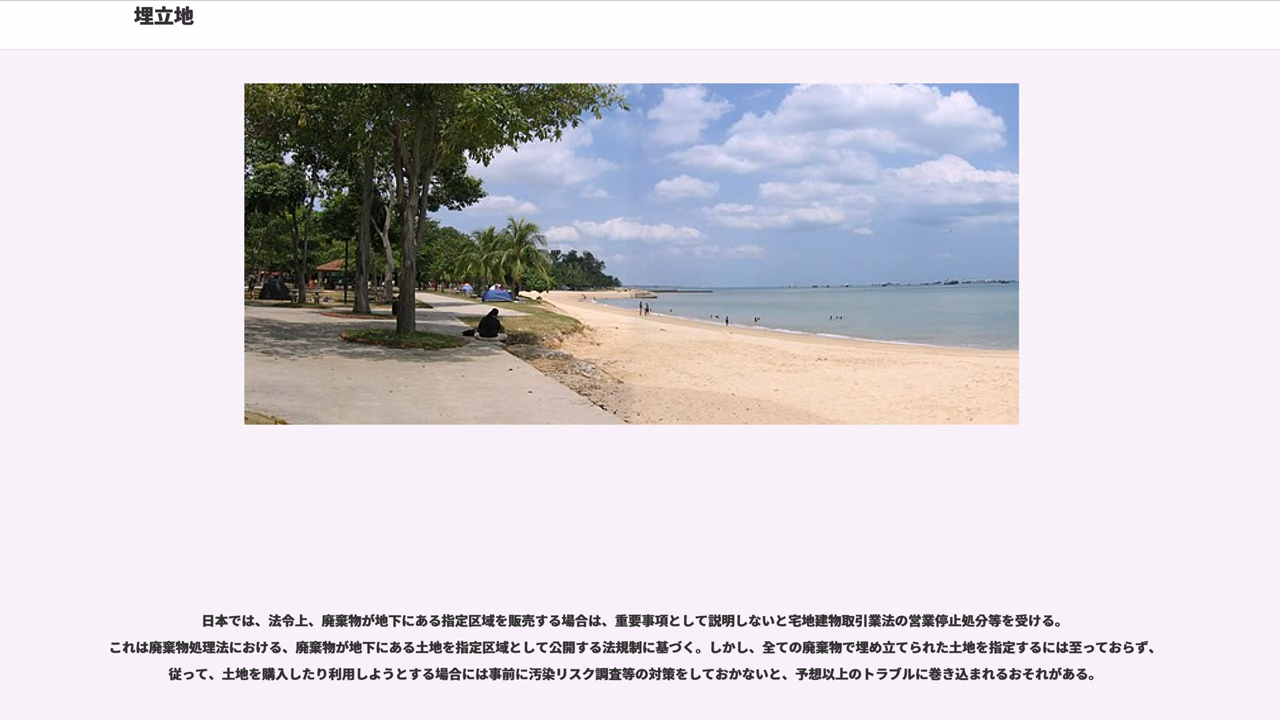 埋立地
日本では、法令上、廃棄物が地下にある指定区域を販売する場合は、重要事項として説明しないと宅地建物取引業法の営業停止処分等を受ける。
これは廃棄物処理法における、廃棄物が地下にある土地を指定区域として公開する法規制に基づく。しかし、全ての廃棄物で埋め立てられた土地を指定するには至っておらず、
従って、土地を購入したり利用しようとする場合には事前に汚染リスク調査等の対策をしておかないと、予想以上のトラブルに巻き込まれるおそれがある。